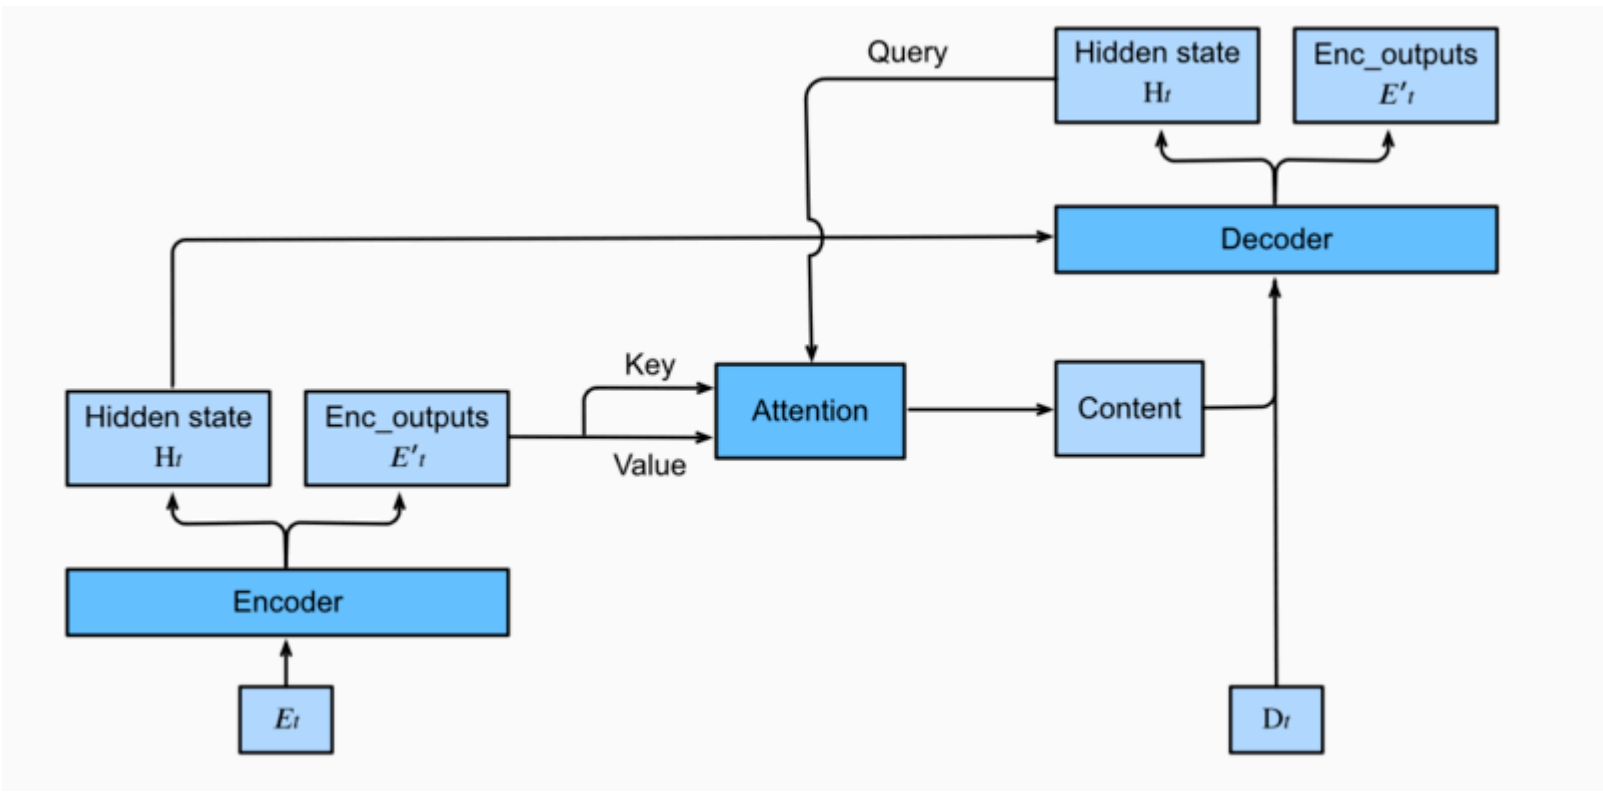 Query
Hidden state
Ht
Enc_outputs
E′t
Decoder
Key
Hidden state
Ht
Enc_outputs
E′t
Attention
Content
Value
Encoder
Et
Dt